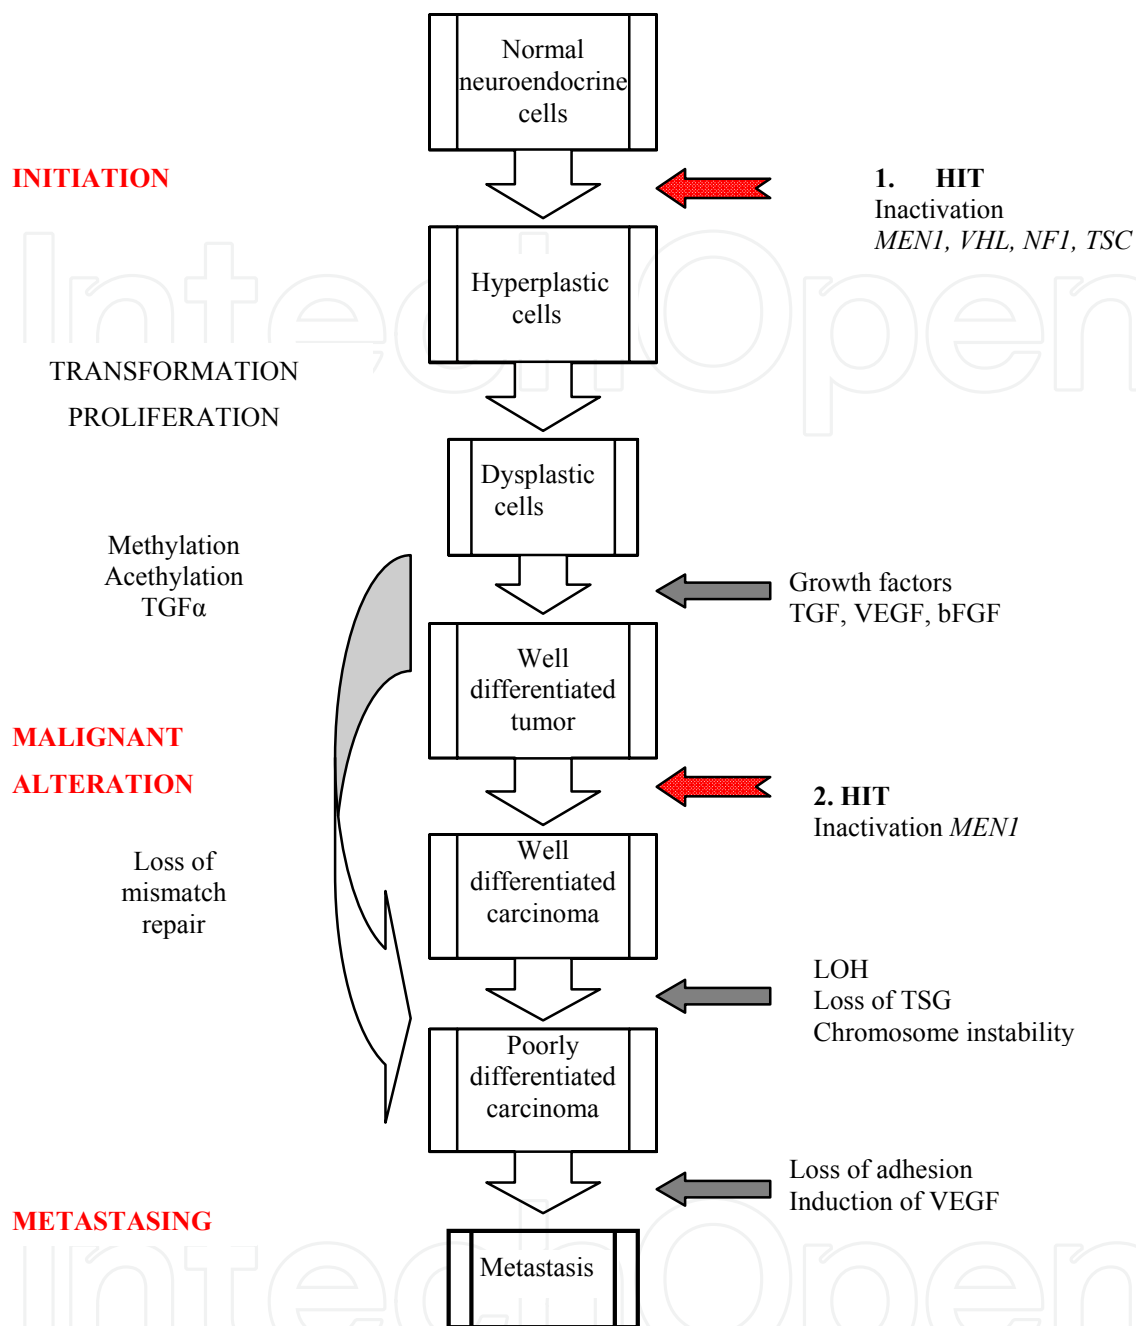 Normal
neuroendocrine
cells
INITIATION
1. HIT
Inactivation
MEN1, VHL, NF1, TSC
Hyperplastic
cells
TRANSFORMATION
PROLIFERATION
Dysplastic
cells
Methylation
Acethylation
TGFα
Growth factors
TGF, VEGF, bFGF
Well
differentiated
tumor
MALIGNANT
ALTERATION
2. HIT
Inactivation MEN1
Well
differentiated
carcinoma
Loss of
mismatch
repair
LOH
Loss of TSG
Chromosome instability
Poorly
differentiated
carcinoma
Loss of adhesion
Induction of VEGF
METASTASING
Metastasis
IntechOpen
IntechOpen